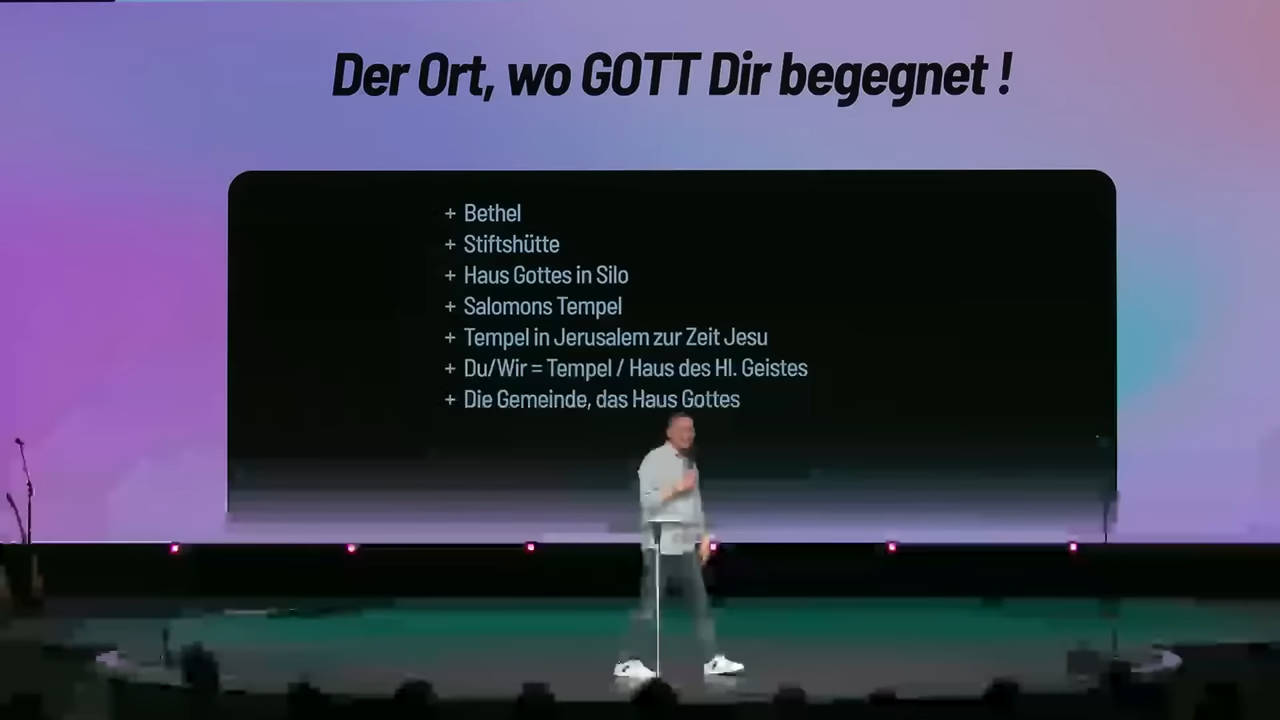 Der Ort, wo GOTT Dir begegnet !
+ Bethel
+ Stiftshütte
+ Haus Gottes in Silo
+ Salomons Tempel
+ Tempel in Jerusalem zur Zeit Jesu
+ Du/Wir = Tempel / Haus des Hl. Geistes
+ Die Gemeinde, das Haus Gottes